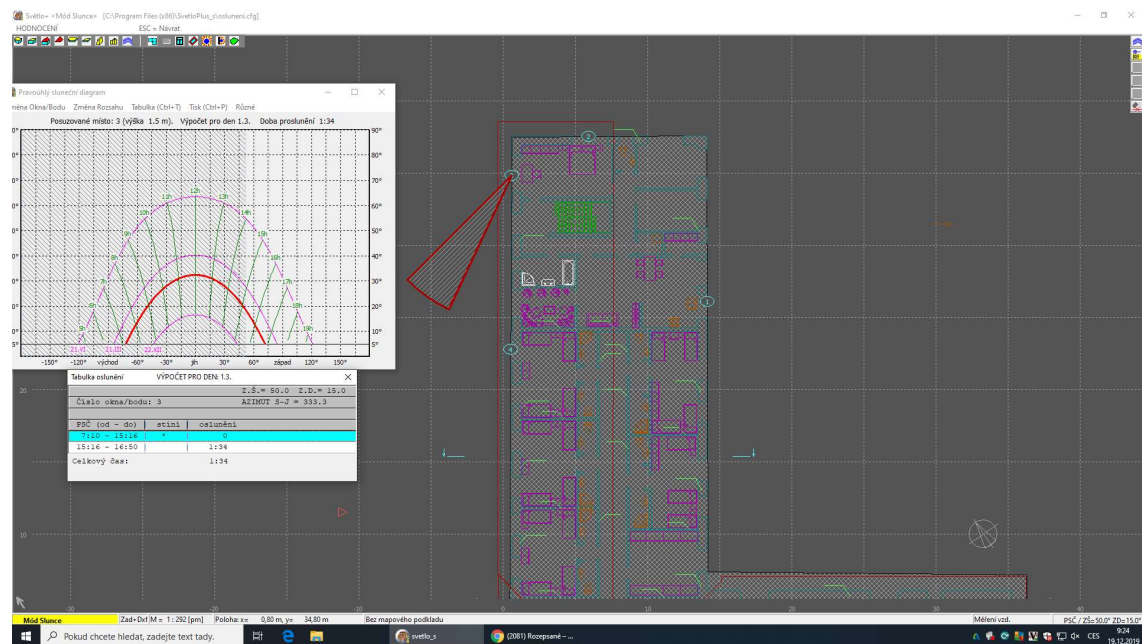 Světlo+ <Mód Slunce> [C:\Program Files (x86)\SvetloPlus_s\osluneni.cfg]
HODNOCENÍ ESC = Návrat
Pravoúhlý sluneční diagram
měna Okna/Bodu Změna Rozsahu Tabulka (Ctrl+T) Tisk (Ctrl+P) Různé
Posuzované místo: 3 (výška 1.5 m). Výpočet pro den 1.3. Doba proslunění 1:34
90°
80°
70°
60°
50°
40°
30°
20°
10°
5°
5h 6h 7h 8h 9h 10h 11h 12h 13h 14h 15h 16h 17h 18h 19h
21.VI 21.III 22.XII
-150° -120° východ -60° -30° jih 30° 60° západ 120° 150°
Tabulka oslunění VÝPOČET PRO DEN: 1.3.
Z.Š.= 50.0 Z.D.= 15.0
Číslo okna/bodu: 3 AZIMUT S-J = 333.3
PSČ (od - do) | stíní | oslunění
7:10 - 15:16 | * | 0
15:16 - 16:50 | | 1:34
Celkový čas: 1:34
2
1
4
20
10
-30 -20 -10 0 10 20 30 40
Mód Slunce Zad+Dxf M = 1 : 292 [pm] Poloha: x= 0,80 m, y= 34,80 m Bez mapového podkladu Měření vzd. PSČ / ZŠ=50.0° ZD=15.0°
Pokud chcete hledat, zadejte text tady.
svetlo_s
(2081) Rozepsané – ...
CES
9:24
19.12.2019